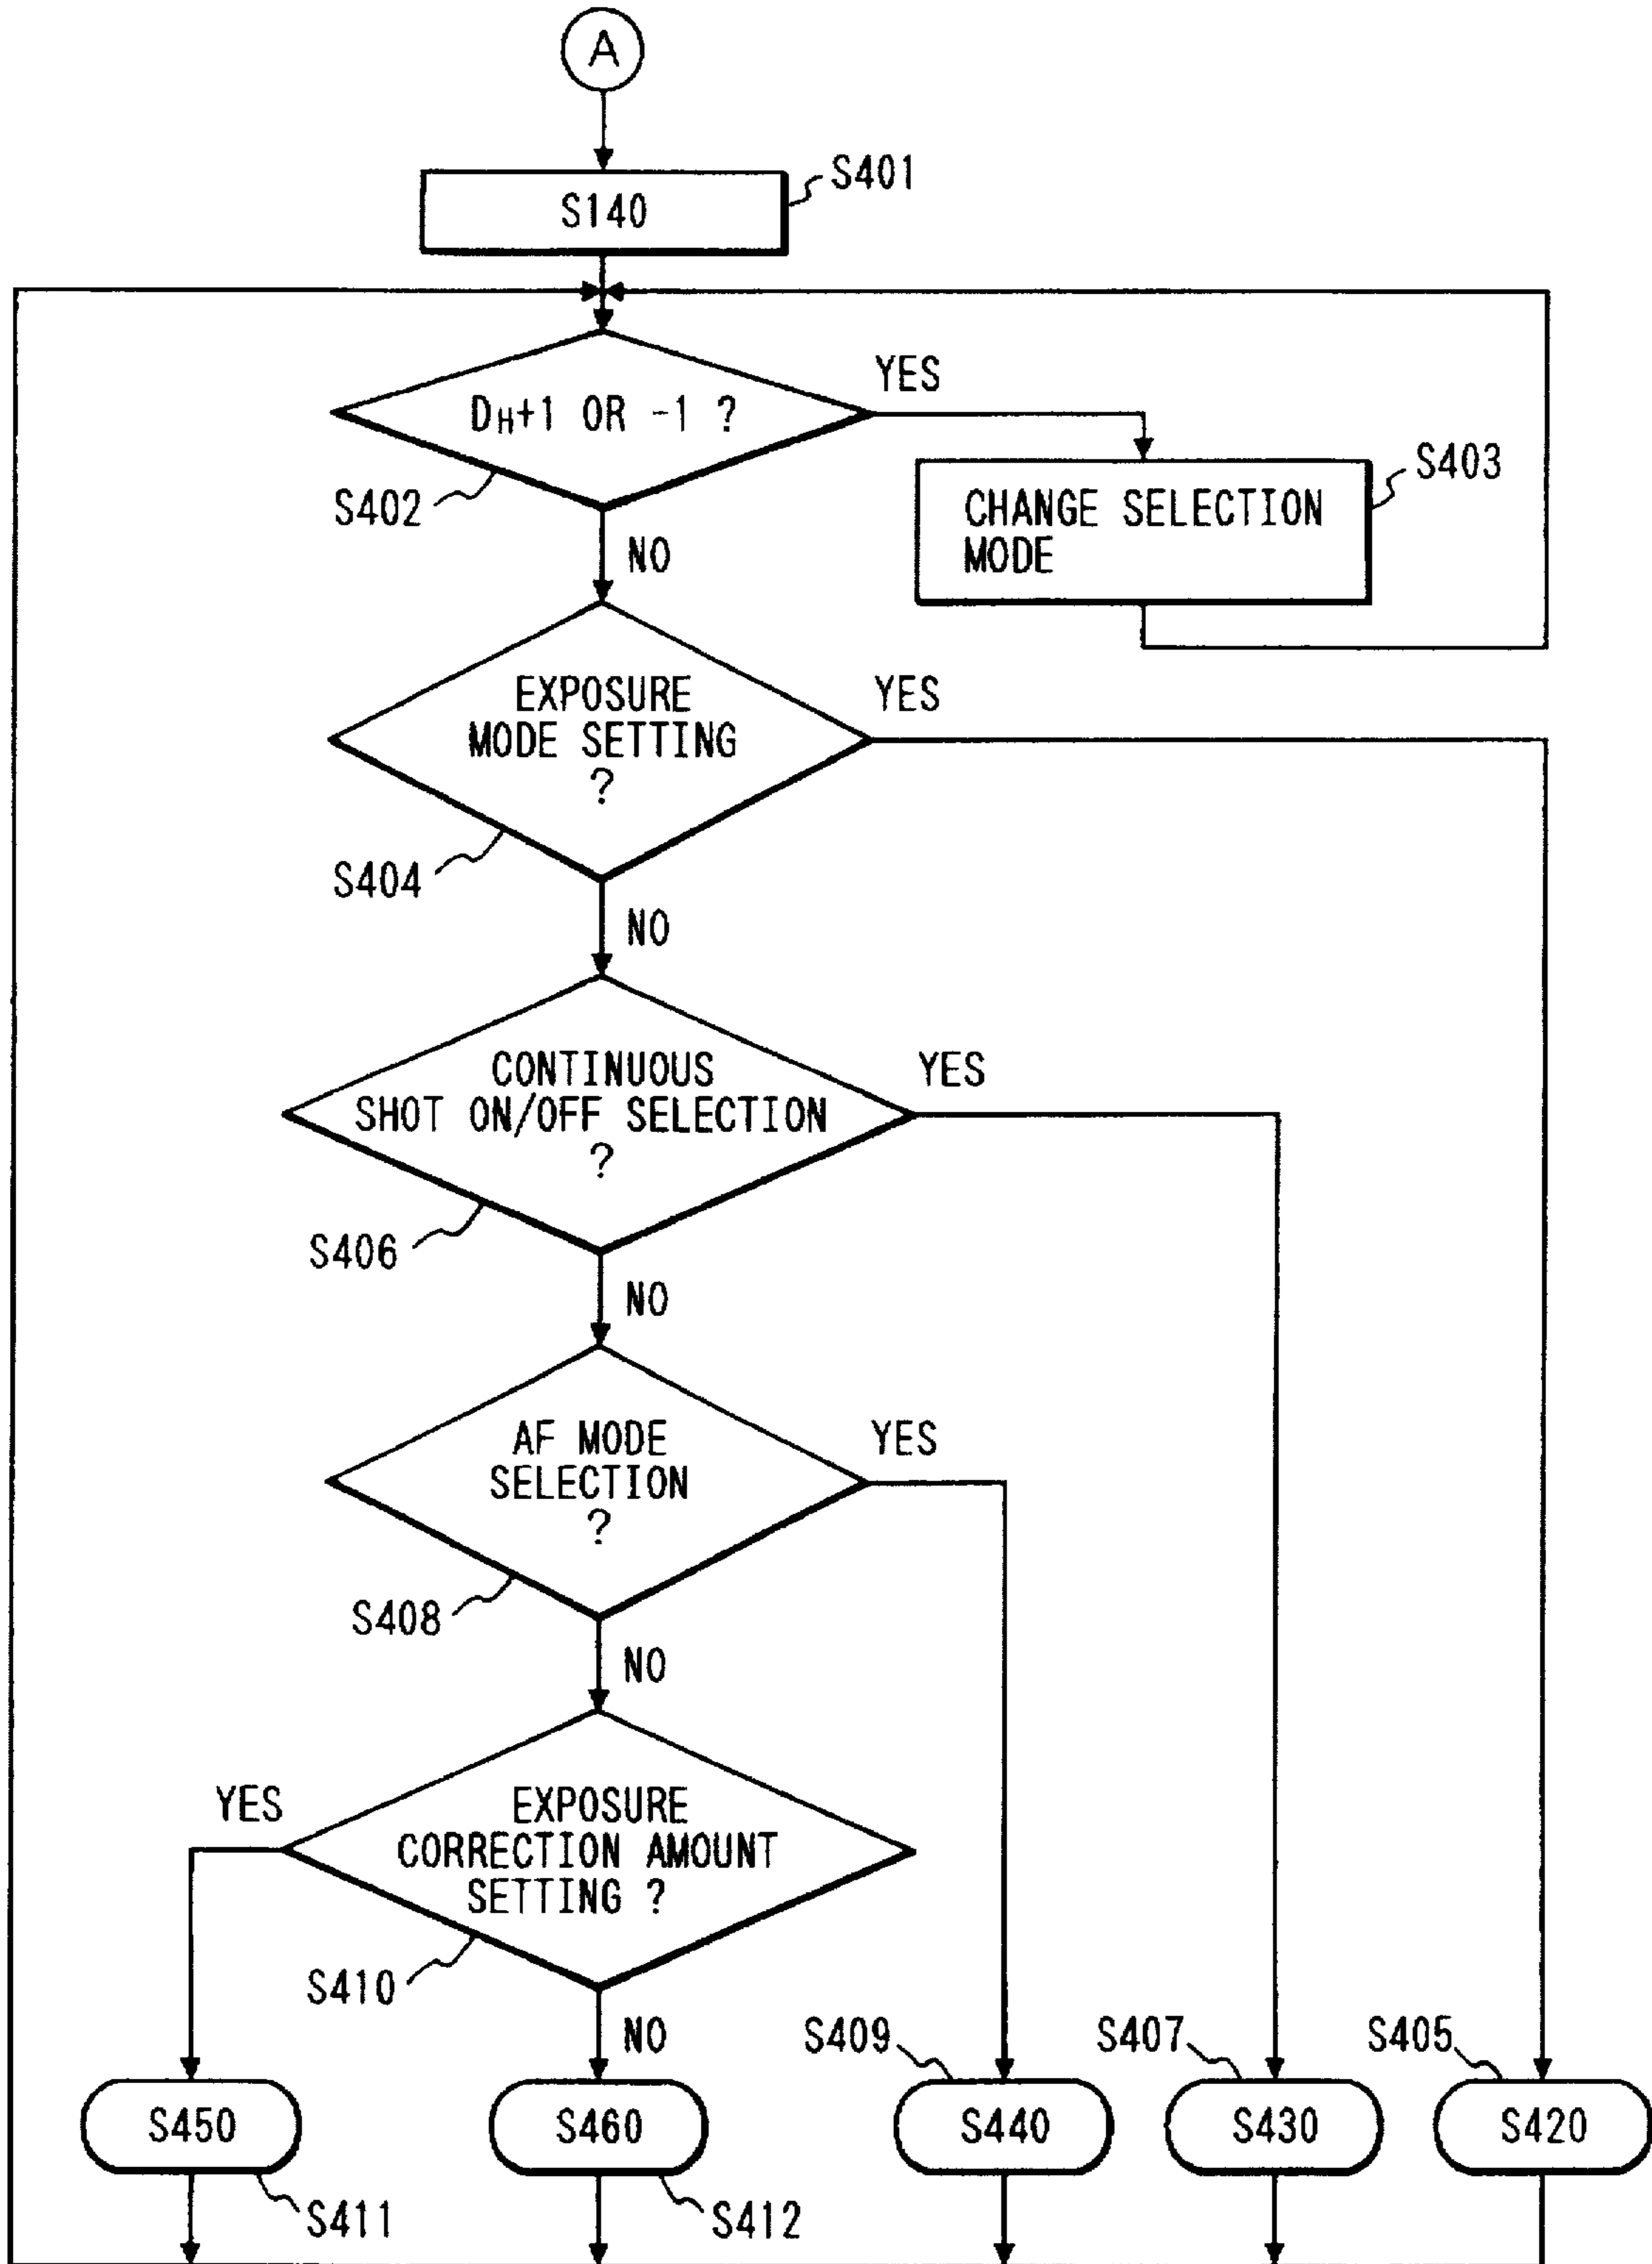 A
S140
S401
DH+1 OR -1 ?
YES
S402
NO
CHANGE SELECTION
MODE
S403
EXPOSURE
MODE SETTING
?
YES
S404
NO
CONTINUOUS
SHOT ON/OFF SELECTION
?
YES
S406
NO
AF MODE
SELECTION
?
YES
S408
NO
EXPOSURE
CORRECTION AMOUNT
SETTING ?
YES
S410
NO
S409
S407
S405
S450
S460
S440
S430
S420
S411
S412